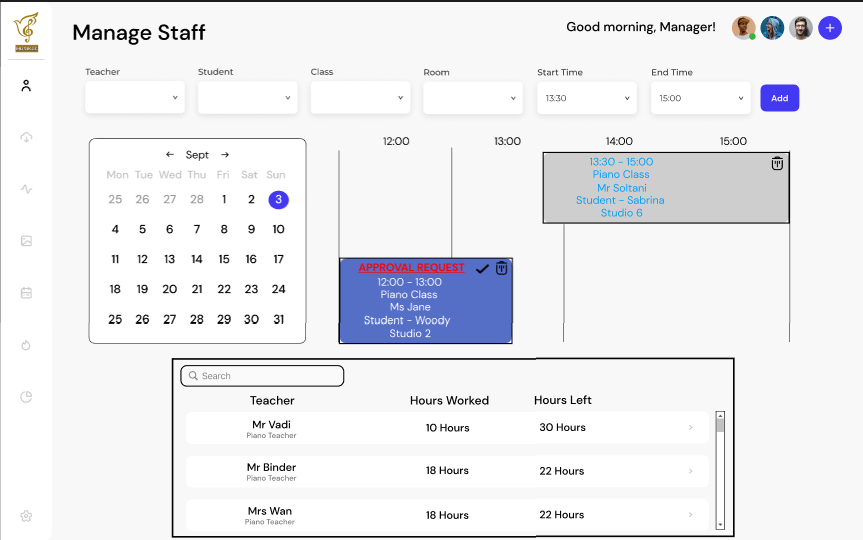 Manage Staff
Good morning, Manager!
Teacher
Student
Class
Room
Start Time
End Time
13:30
15:00
Add
← Sept →
Mon Tue Wed Thu Fri Sat Sun
25 26 27 28 1 2 3
4 5 6 7 8 9 10
11 12 13 14 15 16 17
18 19 20 21 22 23 24
25 26 27 28 29 30 31
12:00 13:00 14:00 15:00
13:30 - 15:00
Piano Class
Mr Soltani
Student - Sabrina
Studio 6
APPROVAL REQUEST
12:00 - 13:00
Piano Class
Ms Jane
Student - Woody
Studio 2
Search
Teacher Hours Worked Hours Left
Mr Vadi 10 Hours 30 Hours
Piano Teacher
Mr Binder 18 Hours 22 Hours
Piano Teacher
Mrs Wan 18 Hours 22 Hours
Piano Teacher